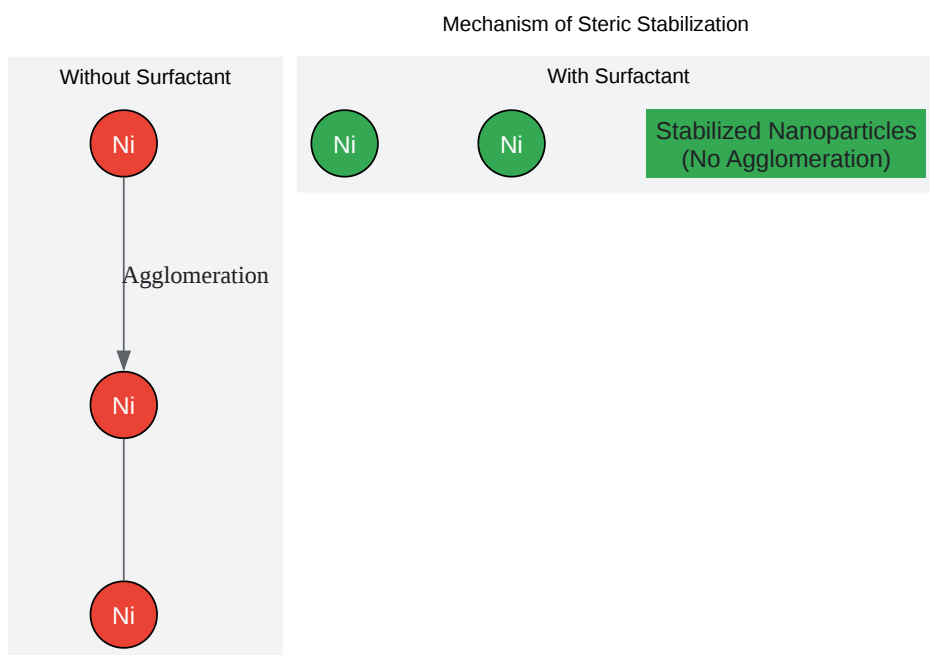 Mechanism of Steric Stabilization
Without Surfactant
Ni
Agglomeration
Ni
Ni
With Surfactant
Ni
Ni
Stabilized Nanoparticles
(No Agglomeration)